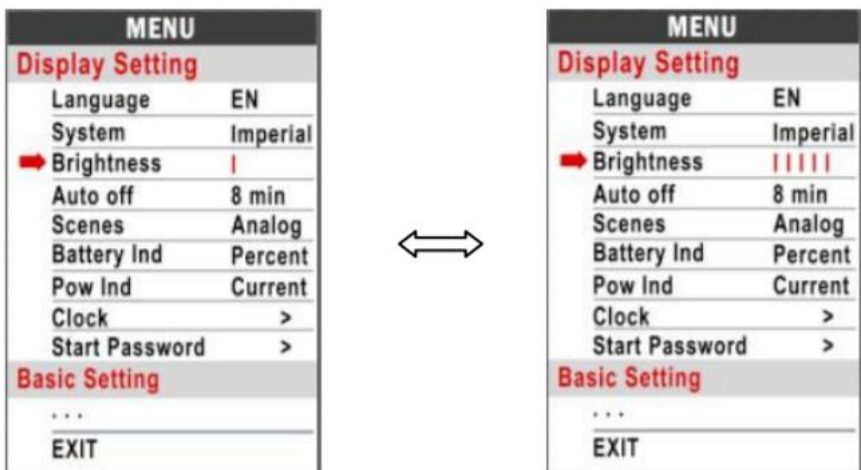 MENU
Display Setting
Language EN
System Imperial
Brightness |
Auto off 8 min
Scenes Analog
Battery Ind Percent
Pow Ind Current
Clock >
Start Password >
Basic Setting
...
EXIT
MENU
Display Setting
Language EN
System Imperial
Brightness | | | | |
Auto off 8 min
Scenes Analog
Battery Ind Percent
Pow Ind Current
Clock >
Start Password >
Basic Setting
...
EXIT